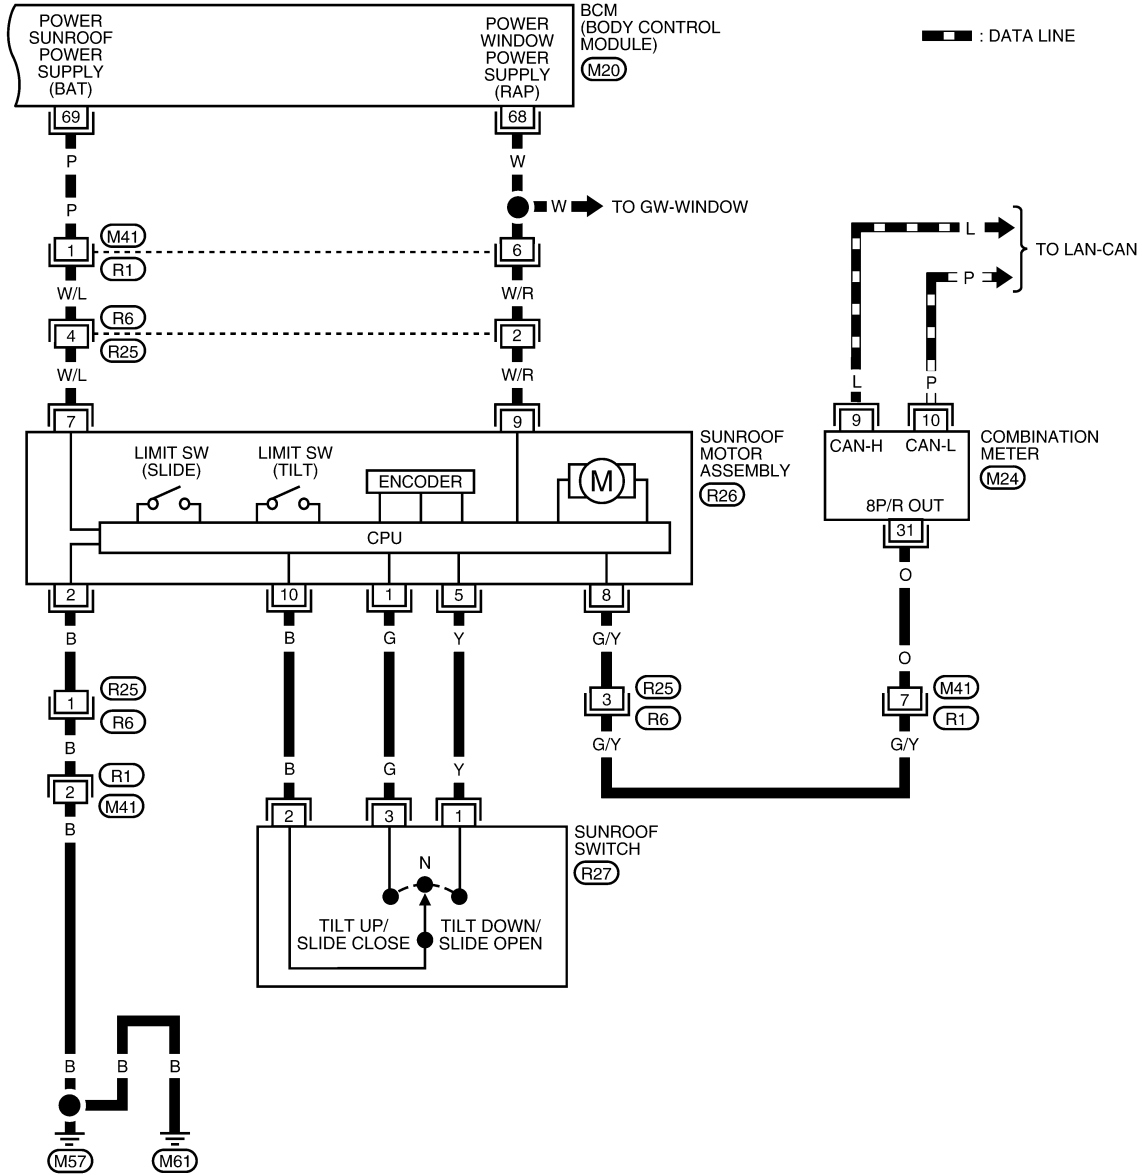 POWER
SUNROOF
POWER
SUPPLY
(BAT)
POWER
WINDOW
POWER
SUPPLY
(RAP)
BCM
(BODY CONTROL
MODULE)
M20
: DATA LINE
69
68
P
W
P
W
TO GW-WINDOW
1
M41
R1
6
L
P
TO LAN-CAN
W/L
W/R
4
R6
R25
2
W/L
W/R
L
P
7
9
9
10
LIMIT SW
(SLIDE)
LIMIT SW
(TILT)
ENCODER
M
CPU
SUNROOF
MOTOR
ASSEMBLY
R26
CAN-H
CAN-L
8P/R OUT
COMBINATION
METER
M24
31
2
10
1
5
8
O
B
B
G
Y
G/Y
O
1
R25
R6
3
R25
R6
7
M41
R1
B
G/Y
G/Y
B
G
Y
2
R1
M41
B
2
3
1
SUNROOF
SWITCH
R27
N
TILT UP/
SLIDE CLOSE
TILT DOWN/
SLIDE OPEN
B
B
B
M57
M61